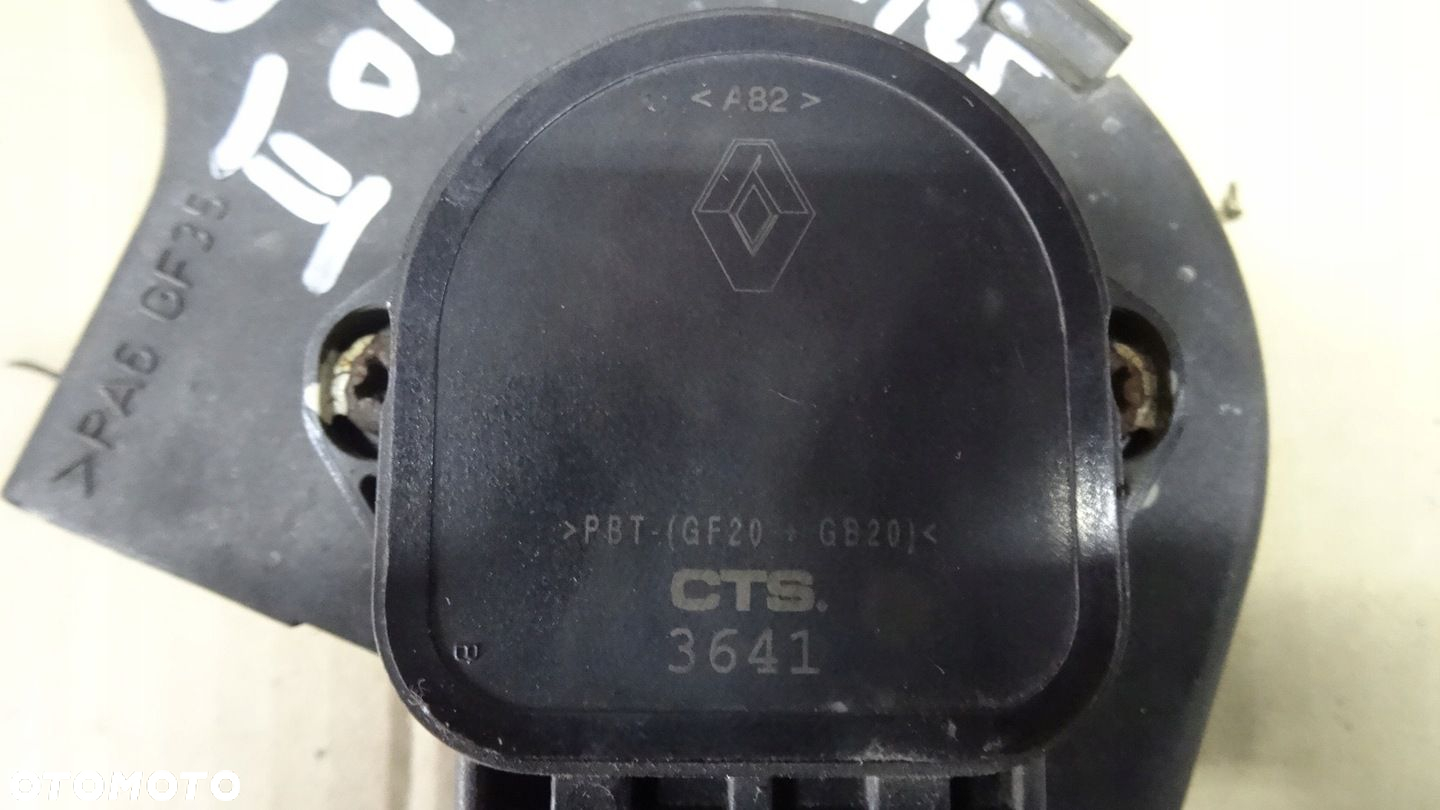 < A82 >
>PA6 GF35
>PBT-(GF20 + GB20)<
CTS.
3641
OTOMOTO